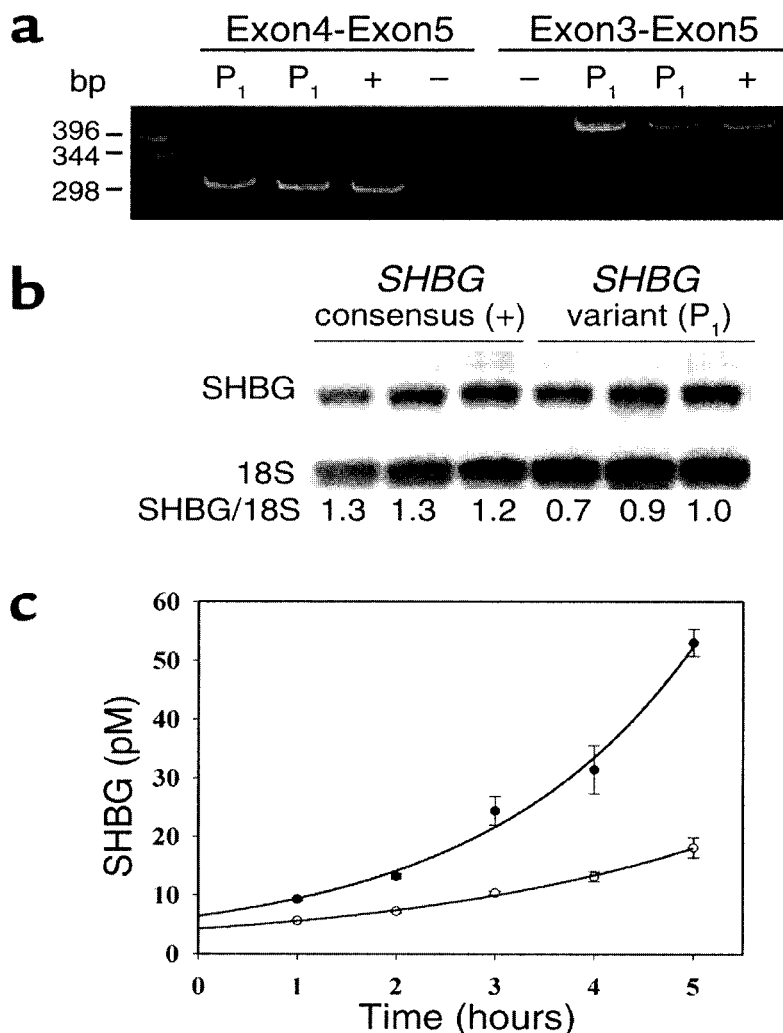 a
Exon4-Exon5 Exon3-Exon5
bp P1 P1 + − − P1 P1 +
396
344
298
b
SHBG SHBG
consensus (+) variant (P1)
SHBG
18S
SHBG/18S 1.3 1.3 1.2 0.7 0.9 1.0
c
60
50
40
30
20
10
0
SHBG (pM)
0 1 2 3 4 5
Time (hours)